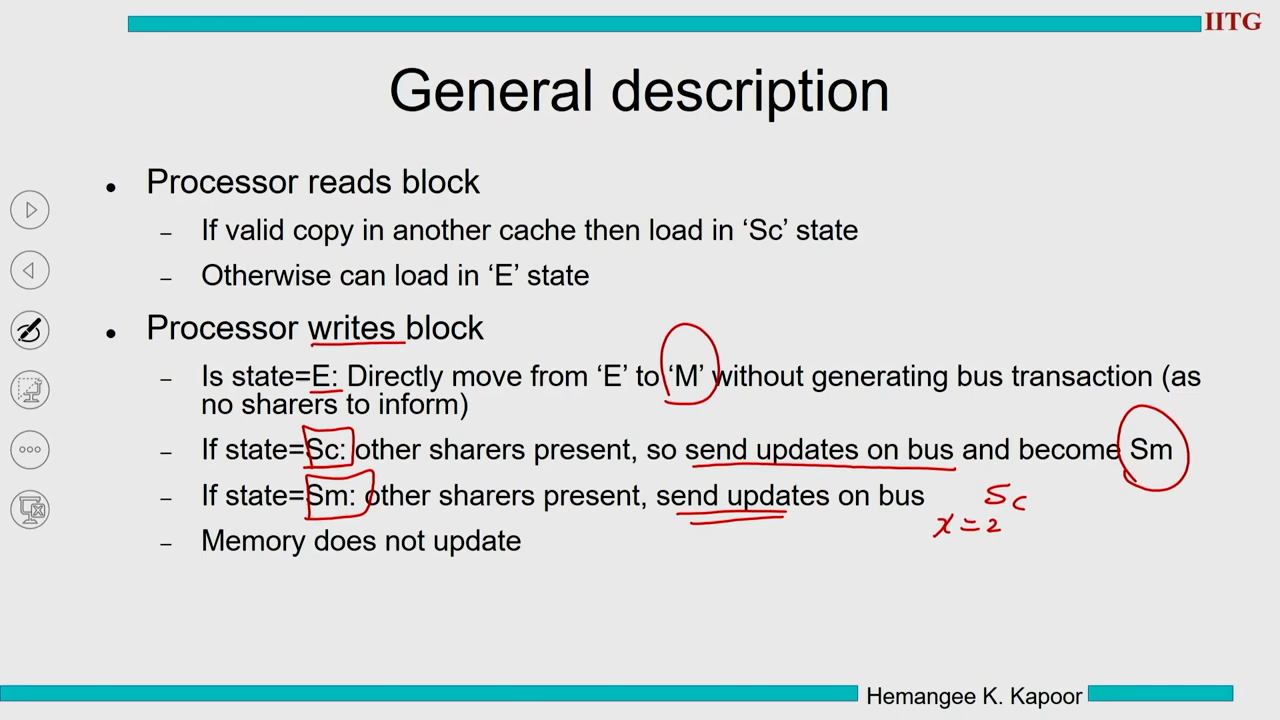 IITG
General description
• Processor reads block
– If valid copy in another cache then load in ‘Sc’ state
– Otherwise can load in ‘E’ state
• Processor writes block
– Is state=E: Directly move from ‘E’ to ‘M’ without generating bus transaction (as
no sharers to inform)
– If state=Sc: other sharers present, so send updates on bus and become Sm
– If state=Sm: other sharers present, send updates on bus
Sc
x=2
– Memory does not update
Hemangee K. Kapoor